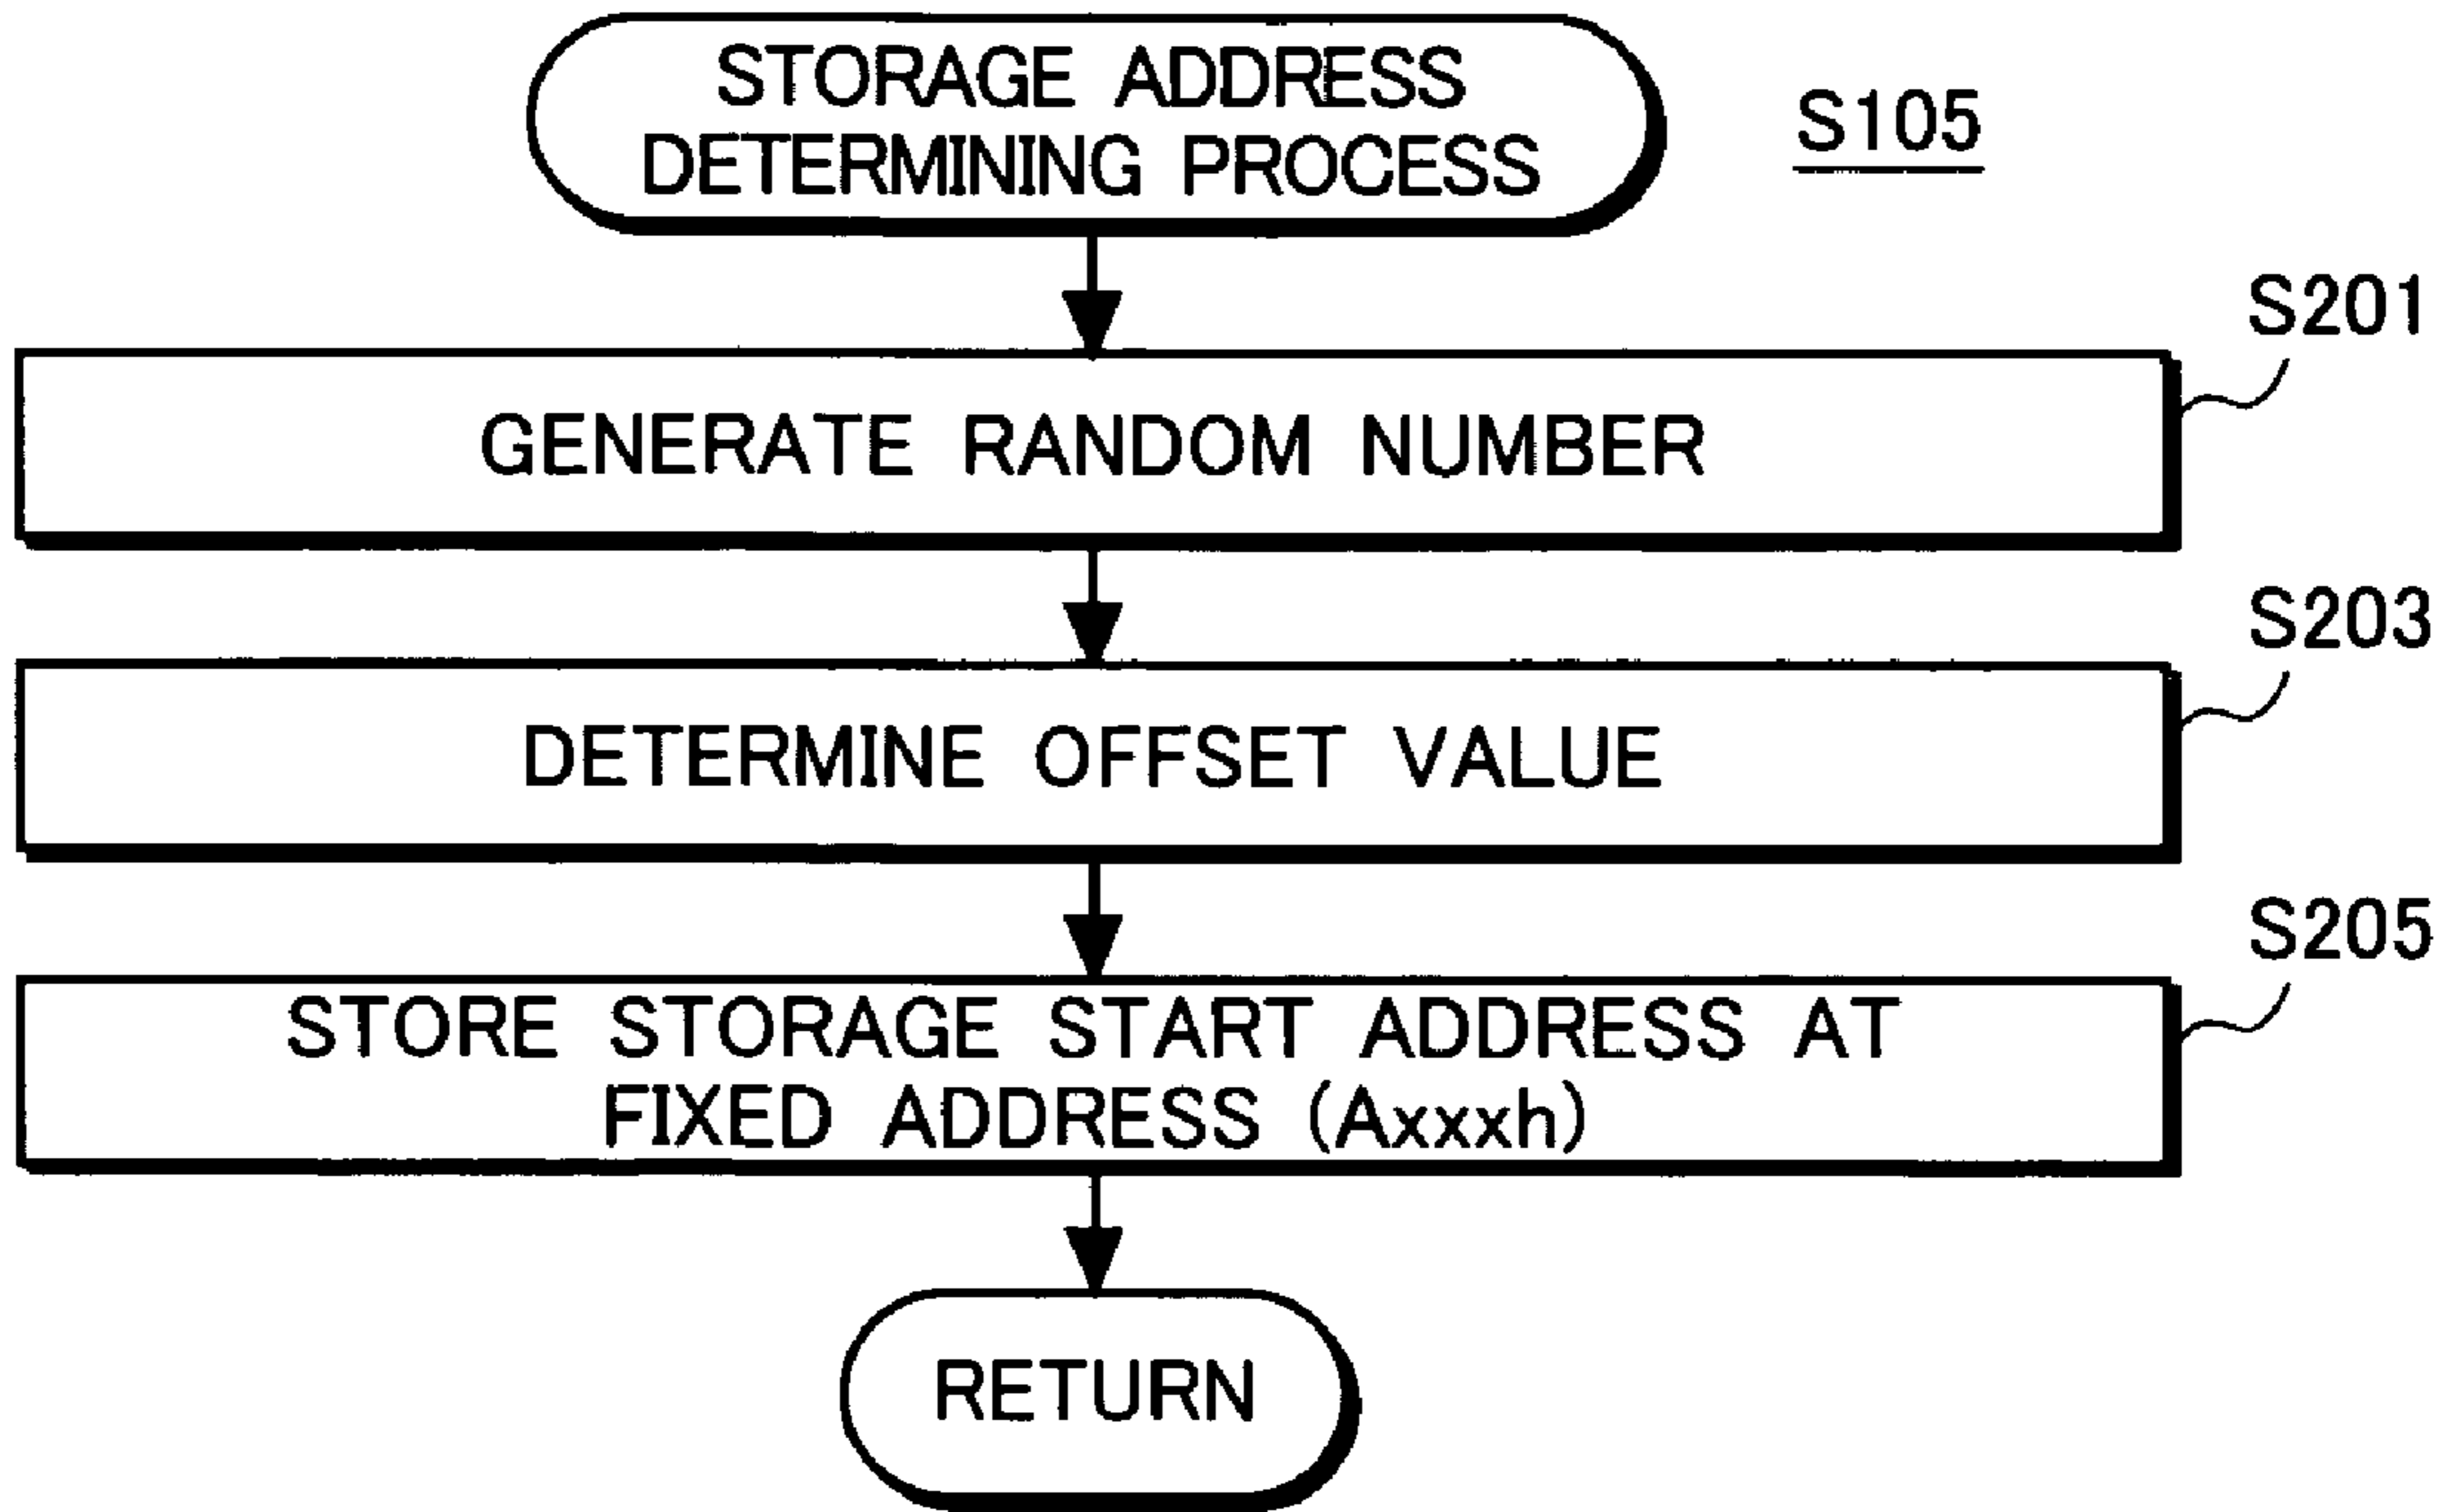 STORAGE ADDRESS
DETERMINING PROCESS
S105
S201
GENERATE RANDOM NUMBER
S203
DETERMINE OFFSET VALUE
S205
STORE STORAGE START ADDRESS AT
FIXED ADDRESS (Axxxh)
RETURN